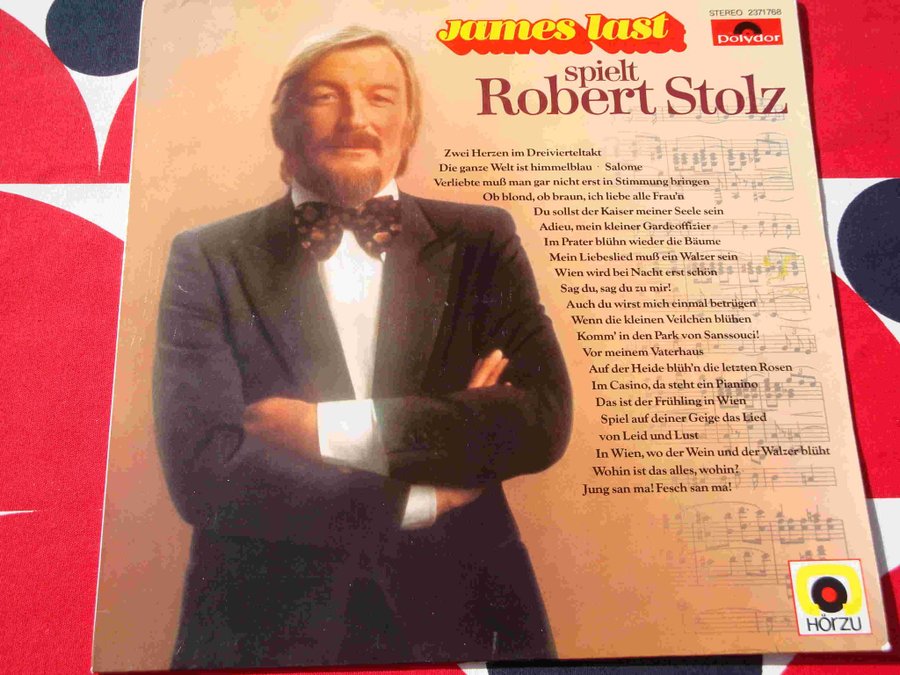 james last
STEREO 2371768
Polydor
spielt
Robert Stolz
Zwei Herzen im Dreivierteltakt
Die ganze Welt ist himmelblau · Salome
Verliebte muß man gar nicht erst in Stimmung bringen
Ob blond, ob braun, ich liebe alle Frau'n
Du sollst der Kaiser meiner Seele sein
Adieu, mein kleiner Gardeoffizier
Im Prater blühn wieder die Bäume
Mein Liebeslied muß ein Walzer sein
Wien wird bei Nacht erst schön
Sag du, sag du zu mir!
Auch du wirst mich einmal betrügen
Wenn die kleinen Veilchen blühen
Komm' in den Park von Sanssouci!
Vor meinem Vaterhaus
Auf der Heide blüh'n die letzten Rosen
Im Casino, da steht ein Pianino
Das ist der Frühling in Wien
Spiel auf deiner Geige das Lied
von Leid und Lust
In Wien, wo der Wein und der Walzer blüht
Wohin ist das alles, wohin?
Jung san ma! Fesch san ma!
HÖRZU